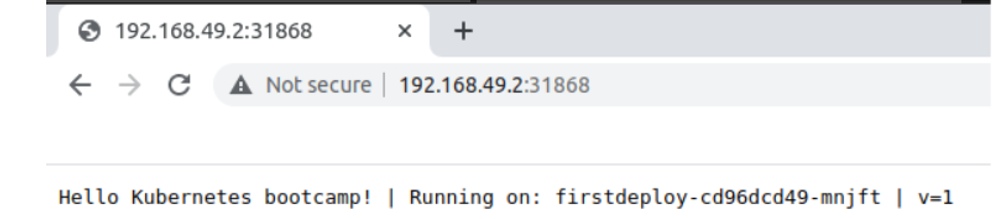 192.168.49.2:31868
Not secure | 192.168.49.2:31868
Hello Kubernetes bootcamp! | Running on: firstdeploy-cd96dcd49-mnjft | v=1